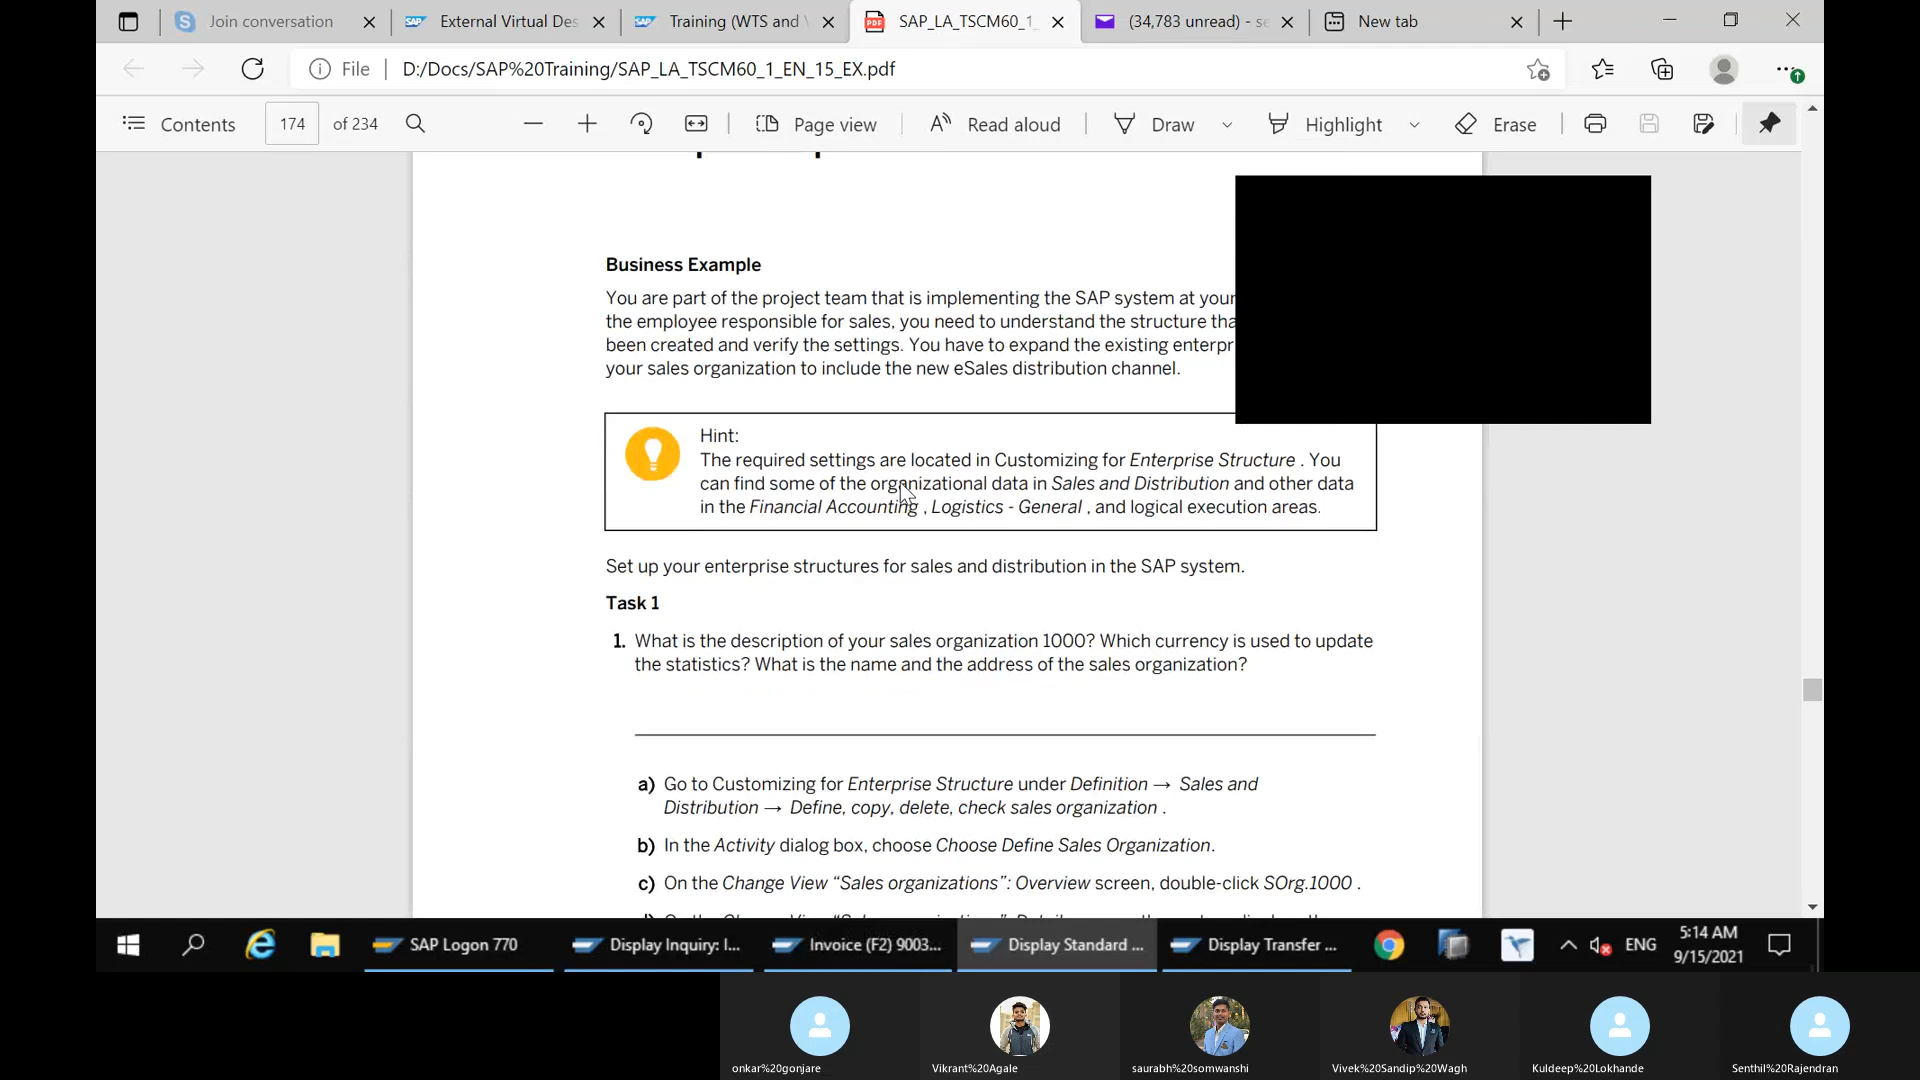 Join conversation
External Virtual Des
Training (WTS and
SAP_LA_TSCM60_1_
(34,783 unread) - se
New tab
File
D:/Docs/SAP%20Training/SAP_LA_TSCM60_1_EN_15_EX.pdf
Contents
174
of 234
Page view
Read aloud
Draw
Highlight
Erase
Business Example
You are part of the project team that is implementing the SAP system at your
the employee responsible for sales, you need to understand the structure tha
been created and verify the settings. You have to expand the existing enterpr
your sales organization to include the new eSales distribution channel.
Hint:
The required settings are located in Customizing for Enterprise Structure . You
can find some of the organizational data in Sales and Distribution and other data
in the Financial Accounting , Logistics - General , and logical execution areas.
Set up your enterprise structures for sales and distribution in the SAP system.
Task 1
1. What is the description of your sales organization 1000? Which currency is used to update
the statistics? What is the name and the address of the sales organization?
a) Go to Customizing for Enterprise Structure under Definition → Sales and
Distribution → Define, copy, delete, check sales organization .
b) In the Activity dialog box, choose Choose Define Sales Organization.
c) On the Change View “Sales organizations”: Overview screen, double-click SOrg.1000 .
SAP Logon 770
Display Inquiry: I...
Invoice (F2) 9003...
Display Standard ...
Display Transfer ...
ENG
5:14 AM
9/15/2021
onkar%20gonjare
Vikrant%20Agale
saurabh%20somwanshi
Vivek%20Sandip%20Wagh
Kuldeep%20Lokhande
Senthil%20Rajendran